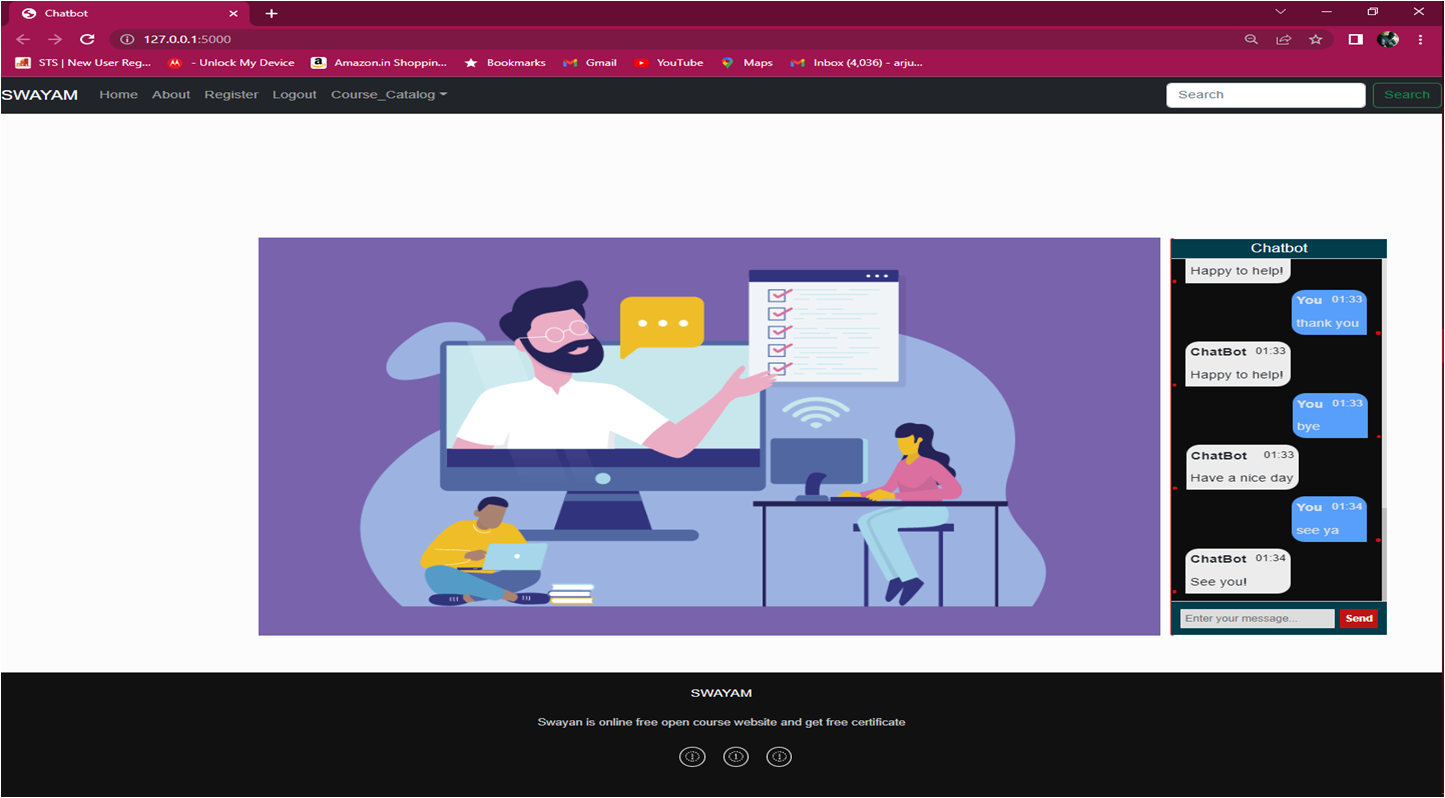 Chatbot
127.0.0.1:5000
STS | New User Reg... - Unlock My Device Amazon.in Shoppin... Bookmarks Gmail YouTube Maps Inbox (4,036) - arju...
SWAYAM Home About Register Logout Course_Catalog Search Search
Chatbot
Happy to help!
You 01:33
thank you
ChatBot 01:33
Happy to help!
You 01:33
bye
ChatBot 01:33
Have a nice day
You 01:34
see ya
ChatBot 01:34
See you!
Enter your message... Send
SWAYAM
Swayan is online free open course website and get free certificate